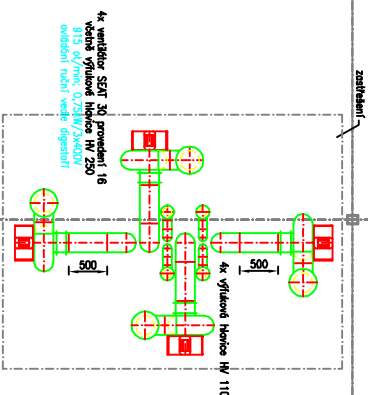 4x ventilátor SEAT 30 provedení 16
včetně výfukové hlavice HV 250
915 ot/min; 0,75kW/3x400V
ovládání ruční vedle digestoří
zastřešení
500
500
4x výfuková hlavice HV 110